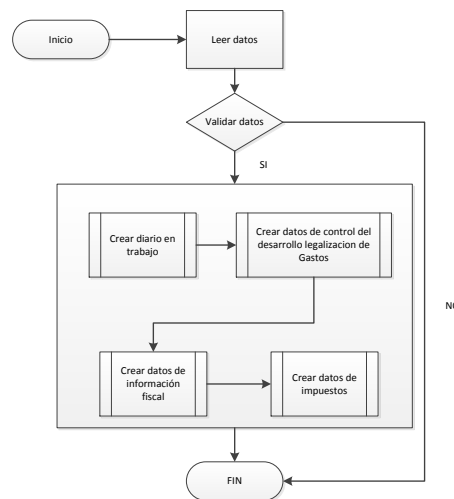 Inicio
Leer datos
Validar datos
SI
Crear diario en
trabajo
Crear datos de control del
desarrollo legalizacion de
Gastos
Crear datos de
información
fiscal
Crear datos de
impuestos
FIN